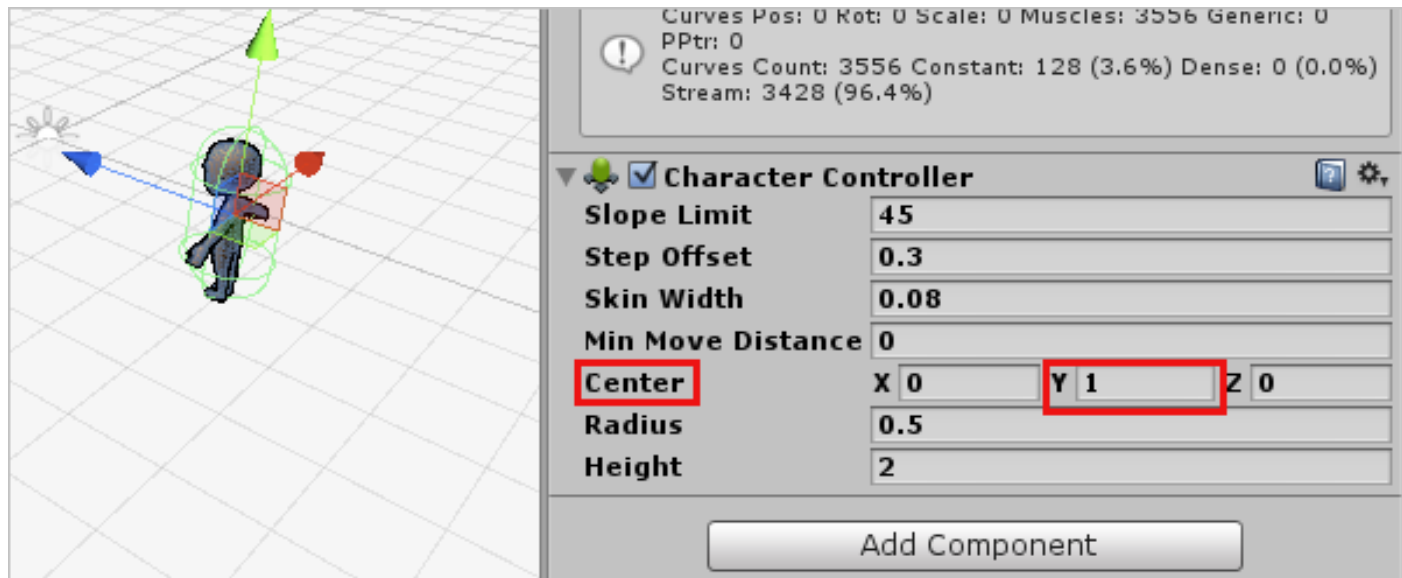 Curves Pos: 0 Rot: 0 Scale: 0 Muscles: 3556 Generic: 0
PPtr: 0
Curves Count: 3556 Constant: 128 (3.6%) Dense: 0 (0.0%)
Stream: 3428 (96.4%)
Character Controller
Slope Limit 45
Step Offset 0.3
Skin Width 0.08
Min Move Distance 0
Center X 0 Y 1 Z 0
Radius 0.5
Height 2
Add Component